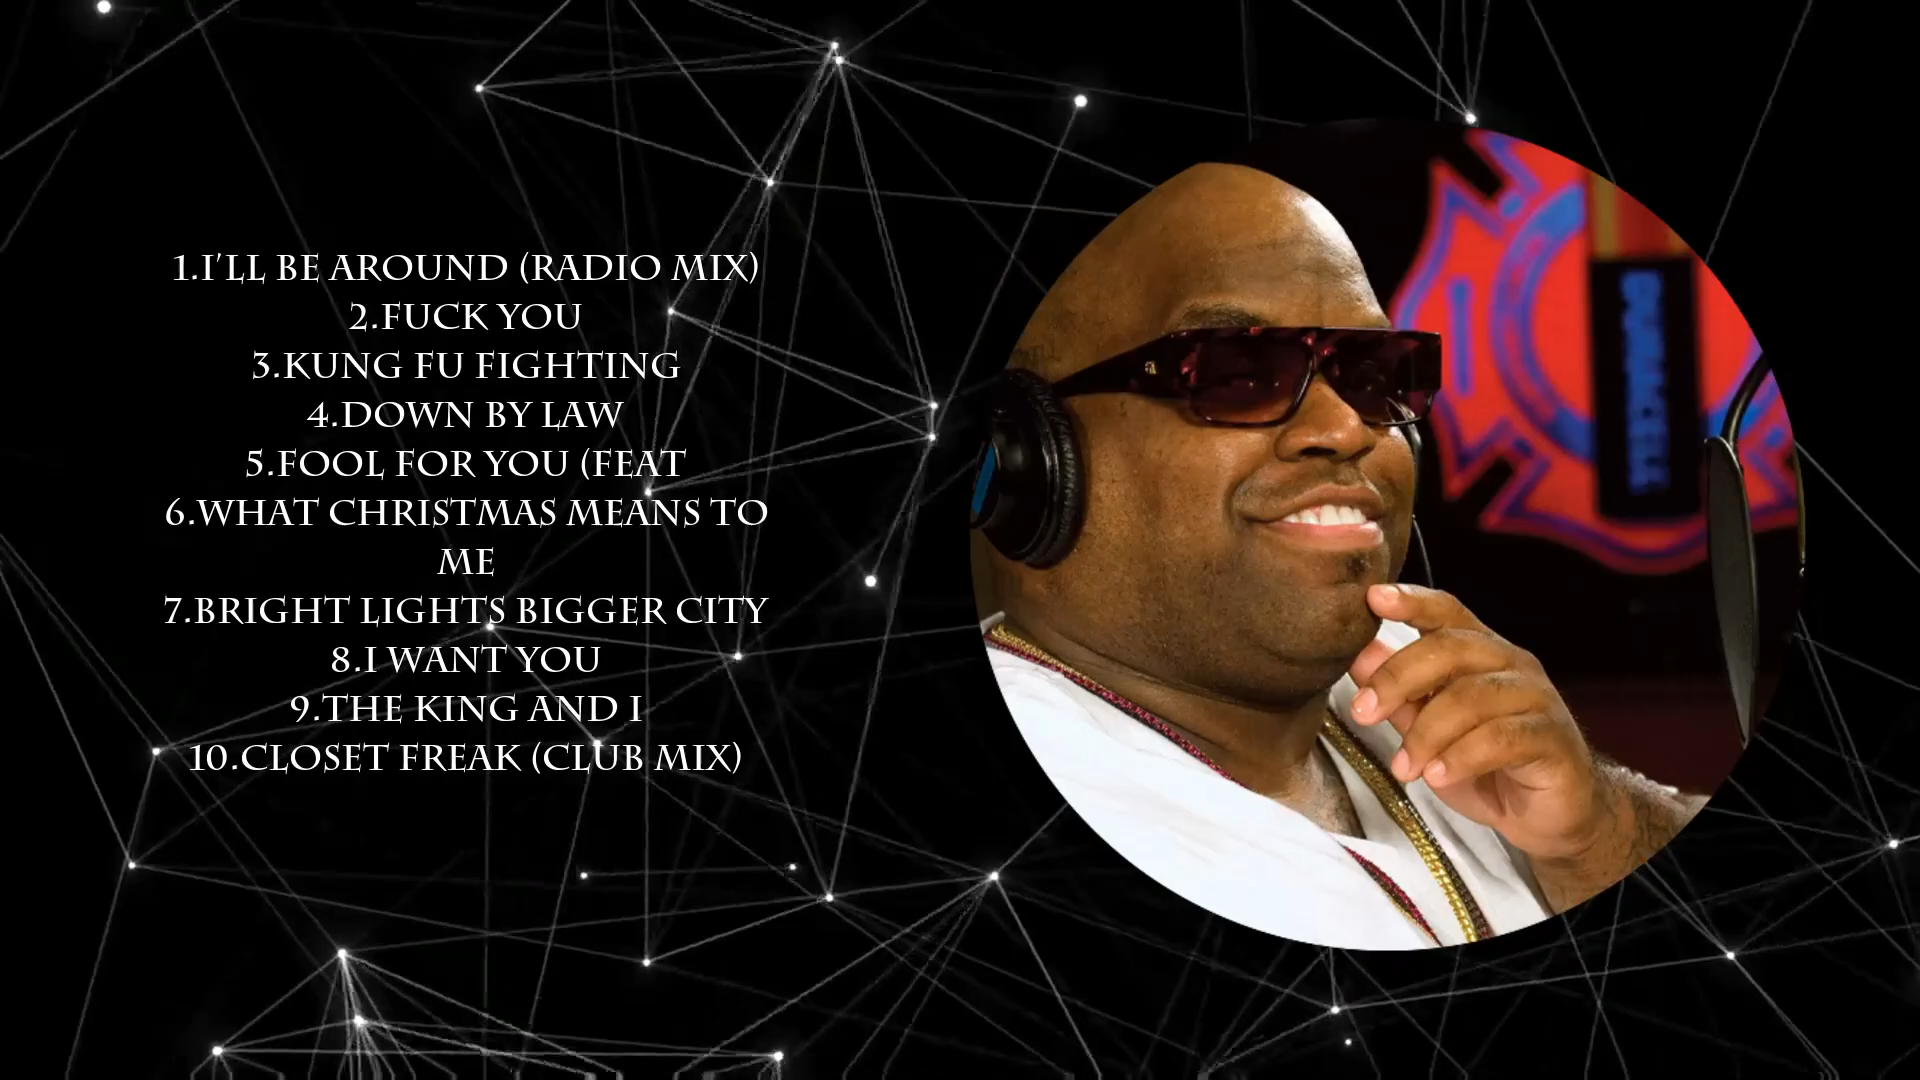 1.I'LL BE AROUND (RADIO MIX)
2.FUCK YOU
3.KUNG FU FIGHTING
4.DOWN BY LAW
5.FOOL FOR YOU (FEAT
6.WHAT CHRISTMAS MEANS TO
ME
7.BRIGHT LIGHTS BIGGER CITY
8.I WANT YOU
9.THE KING AND I
10.CLOSET FREAK (CLUB MIX)